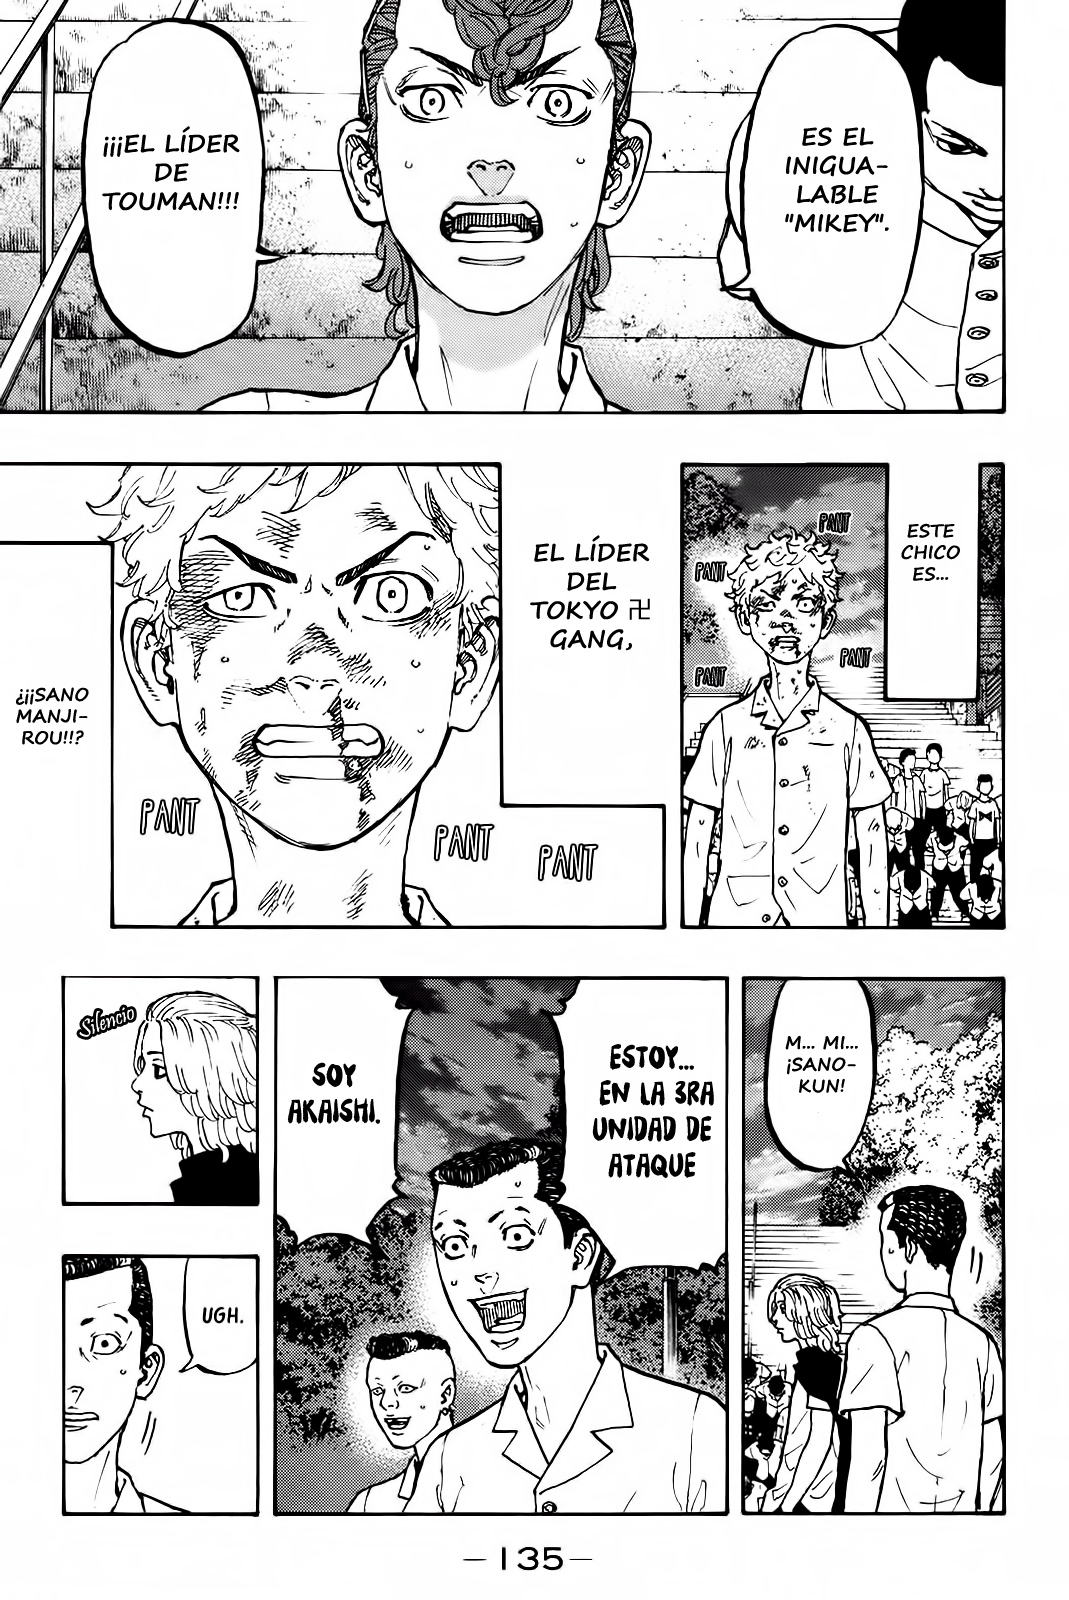 ES EL
INIGUA-
LABLE
"MIKEY".
¡¡¡EL LÍDER
DE
TOUMAN!!!
ESTE
CHICO
ES...
PANT
PANT
PANT
PANT
EL LÍDER
DEL
TOKYO 卍
GANG,
¿¡¡¡SANO
MANJI-
ROU!!!?
PANT
PANT
PANT
M... MI...
¡SANO-
KUN!
ESTOY...
EN LA 3RA
UNIDAD DE
ATAQUE
SOY
AKAISHI.
Silencio
UGH.
—135—